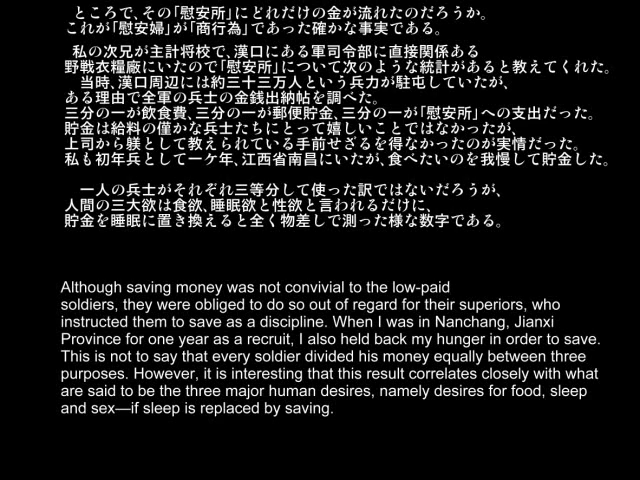 ところで、その「慰安所」にどれだけの金が流れたのだろうか。
これが「慰安婦」が「商行為」であった確かな事実である。
私の次兄が主計将校で、漢口にある軍司令部に直接関係ある
野戦衣糧廠にいたので「慰安所」について次のような統計があると教えてくれた。
当時、漢口周辺には約三十三万人という兵力が駐屯していたが、
ある理由で全軍の兵士の金銭出納帖を調べた。
三分の一が飲食費、三分の一が郵便貯金、三分の一が「慰安所」への支出だった。
貯金は給料の僅かな兵士たちにとって嬉しいことではなかったが、
上司から躾として教えられている手前せざるを得なかったのが実情だった。
私も初年兵として一ケ年、江西省南昌にいたが、食べたいのを我慢して貯金した。
一人の兵士がそれぞれ三等分して使った訳ではないだろうが、
人間の三大欲は食欲、睡眠欲と性欲と言われるだけに、
貯金を睡眠に置き換えると全く物差しで測った様な数字である。
Although saving money was not convivial to the low-paid
soldiers, they were obliged to do so out of regard for their superiors, who
instructed them to save as a discipline. When I was in Nanchang, Jianxi
Province for one year as a recruit, I also held back my hunger in order to save.
This is not to say that every soldier divided his money equally between three
purposes. However, it is interesting that this result correlates closely with what
are said to be the three major human desires, namely desires for food, sleep
and sex—if sleep is replaced by saving.